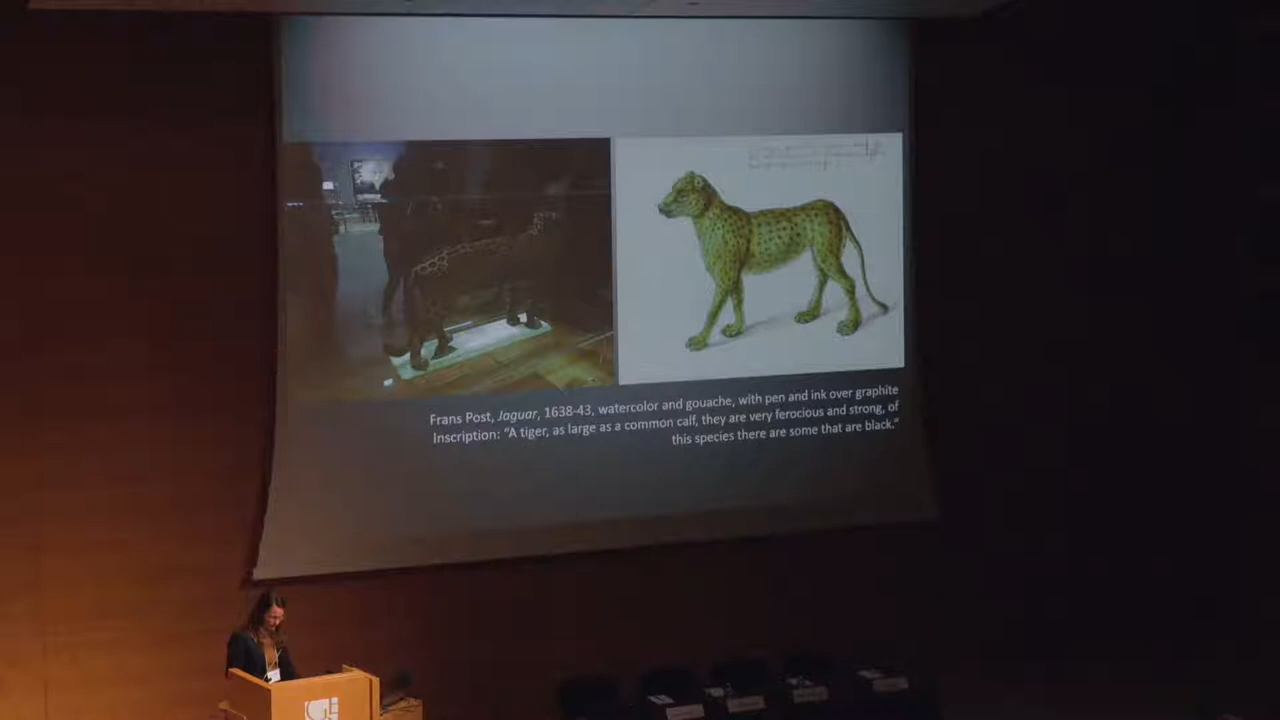 Frans Post, Jaguar, 1638-43, watercolor and gouache, with pen and ink over graphite
Inscription: “A tiger, as large as a common calf, they are very ferocious and strong, of
this species there are some that are black.”